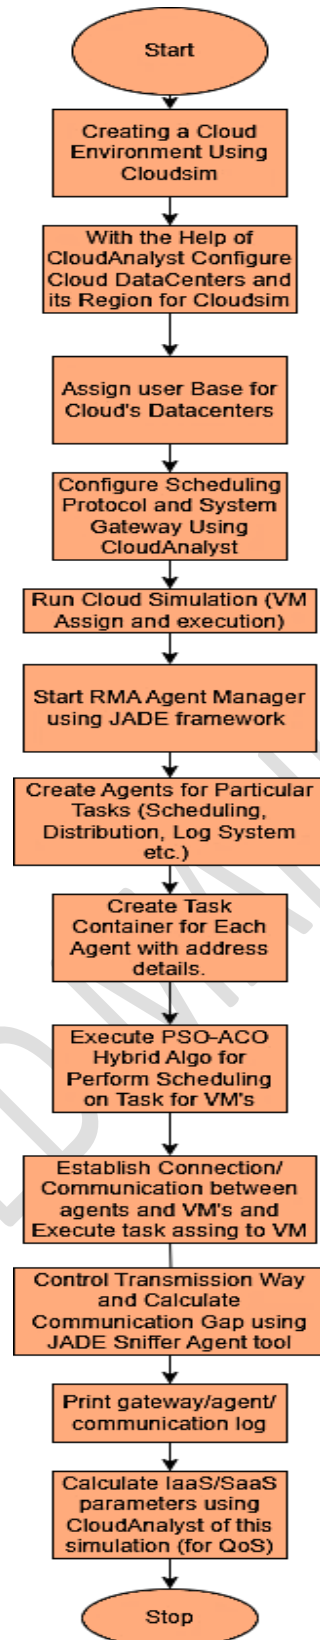 Start
Creating a Cloud
Environment Using
Cloudsim
With the Help of
CloudAnalyst Configure
Cloud DataCenters and
its Region for Cloudsim
Assign user Base for
Cloud's Datacenters
Configure Scheduling
Protocol and System
Gateway Using
CloudAnalyst
Run Cloud Simulation (VM
Assign and execution)
Start RMA Agent Manager
using JADE framework
Create Agents for Particular
Tasks (Scheduling,
Distribution, Log System
etc.)
Create Task
Container for Each
Agent with address
details.
Execute PSO-ACO
Hybrid Algo for
Perform Scheduling
on Task for VM's
Establish Connection/
Communication between
agents and VM's and
Execute task assing to VM
Control Transmission Way
and Calculate
Communication Gap using
JADE Sniffer Agent tool
Print gateway/agent/
communication log
Calculate IaaS/SaaS
parameters using
CloudAnalyst of this
simulation (for QoS)
Stop